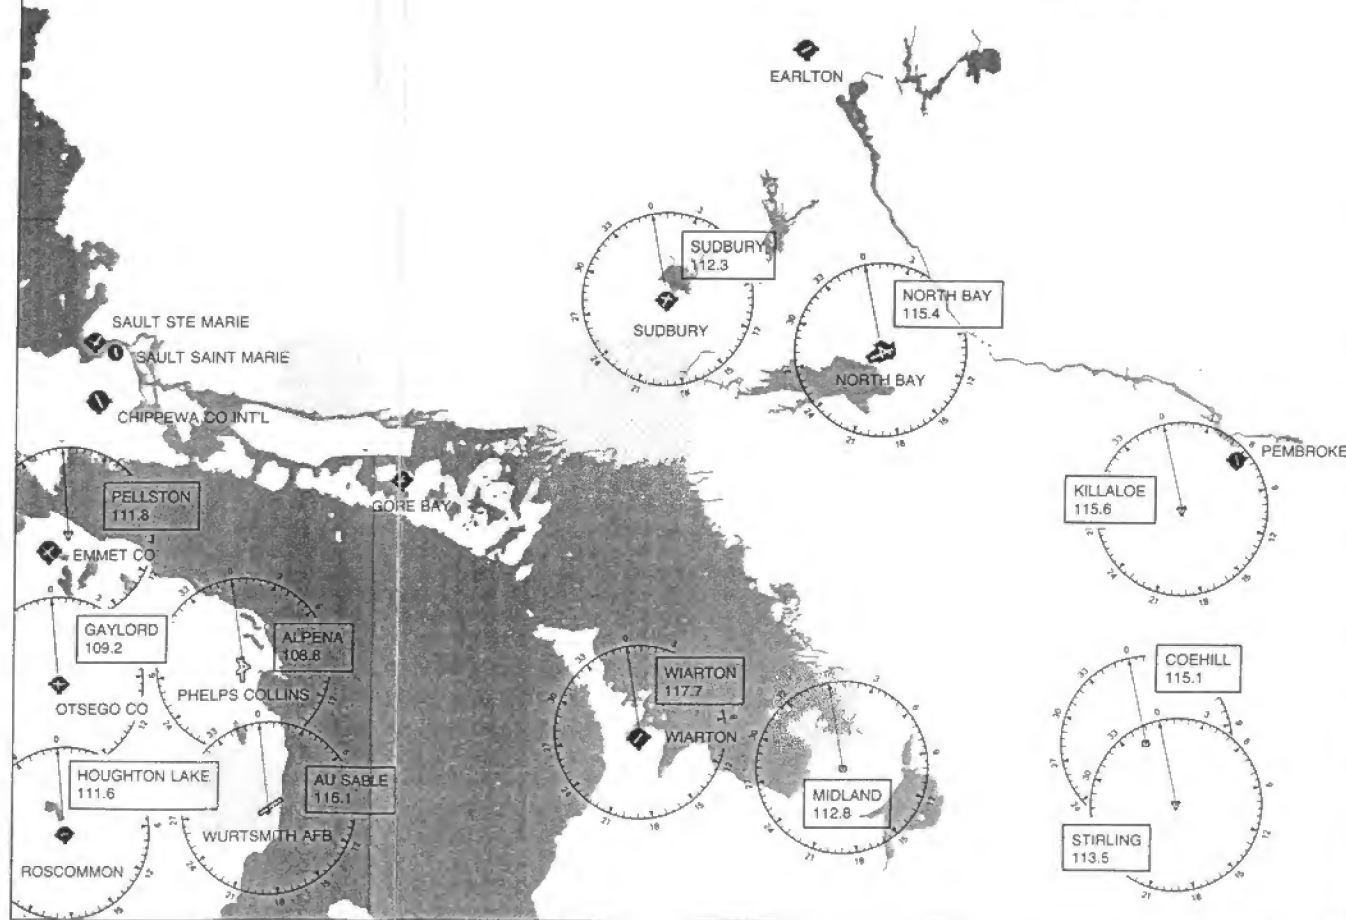 EARLTON
SUDBURY
112.3
SUDBURY
NORTH BAY
115.4
NORTH BAY
SAULT STE MARIE
SAULT SAINT MARIE
CHIPPEWA CO INT'L
PEMBROKE
PELLSTON
111.8
GORE BAY
KILLALOE
115.6
EMMET CO
GAYLORD
109.2
ALPENA
108.8
PHELPS COLLINS
OTSEGO CO
WIARTON
117.7
WIARTON
COEHILL
115.1
HOUGHTON LAKE
111.6
AU SABLE
116.1
WURTSMITH AFB
MIDLAND
112.8
STIRLING
113.5
ROSCOMMON